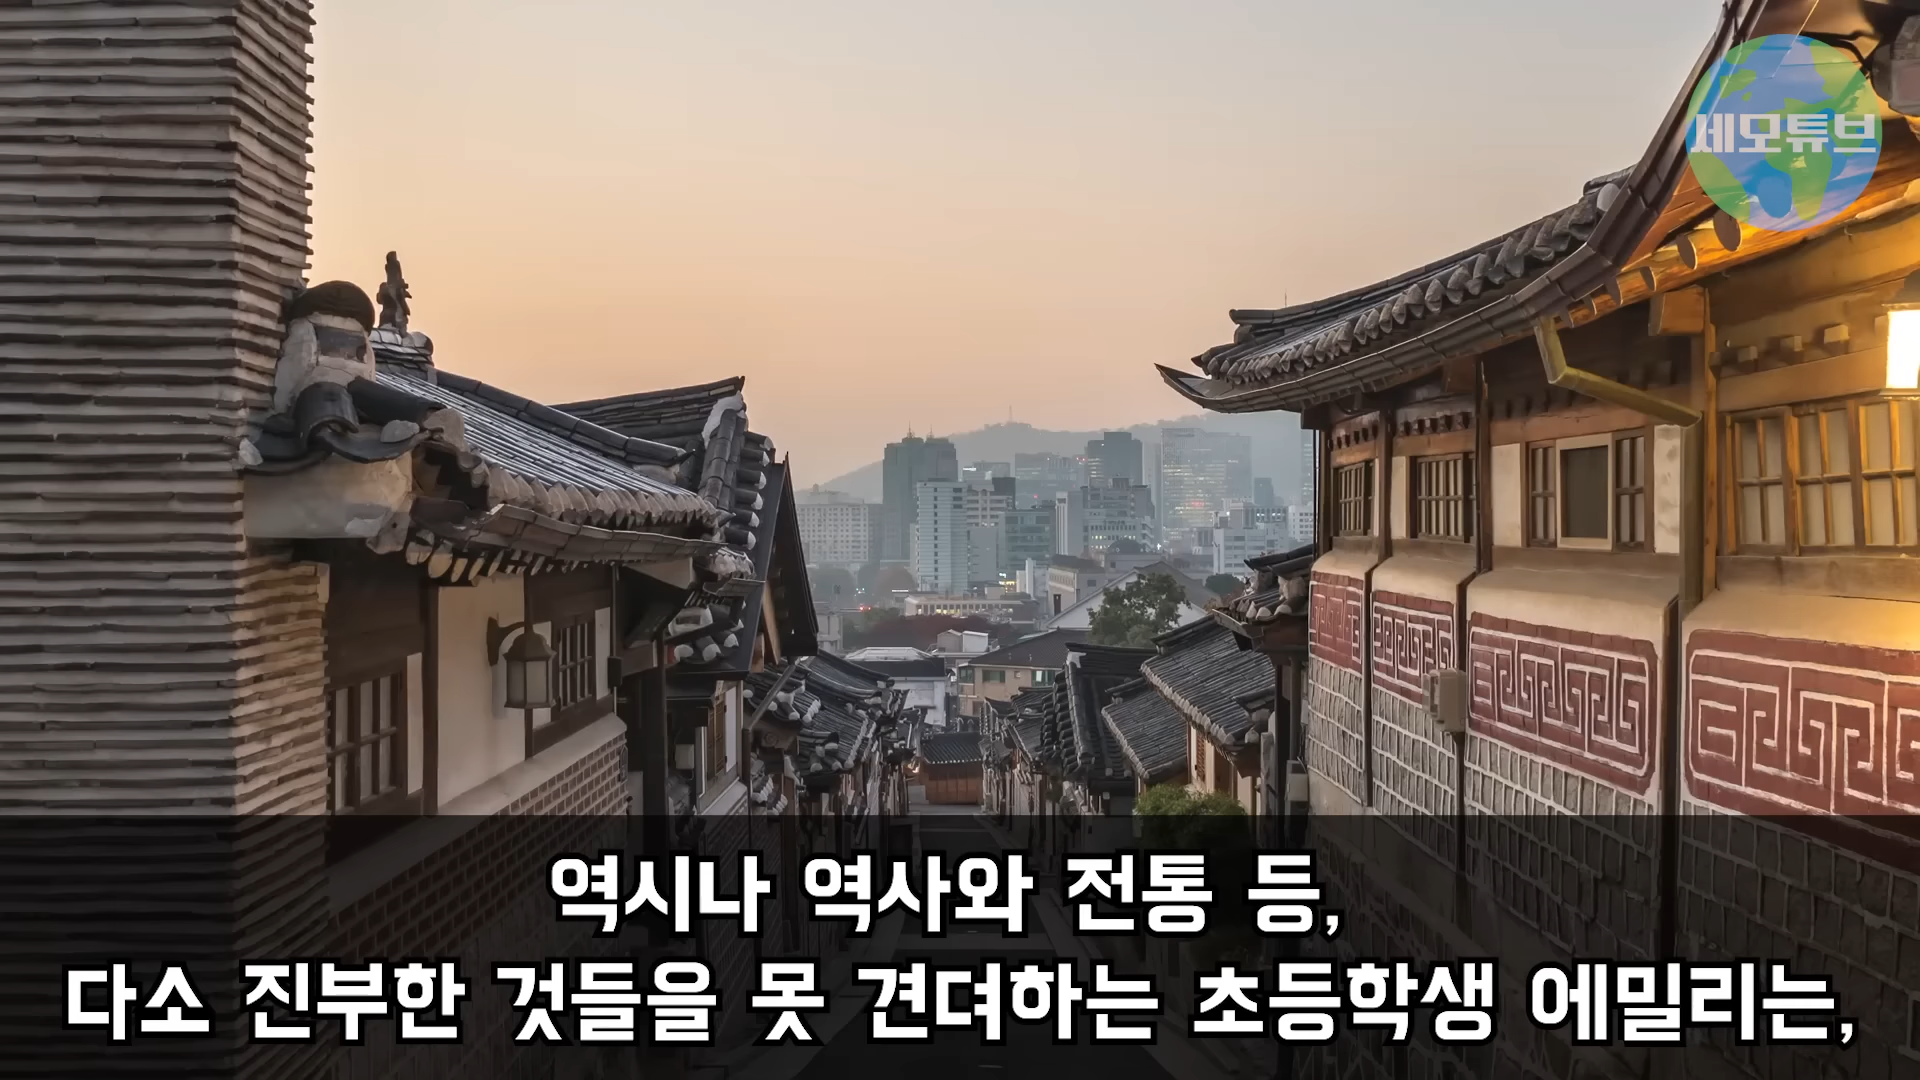 세모튜브
역시나 역사와 전통 등,
다소 진부한 것들을 못 견뎌하는 초등학생 에밀리는,